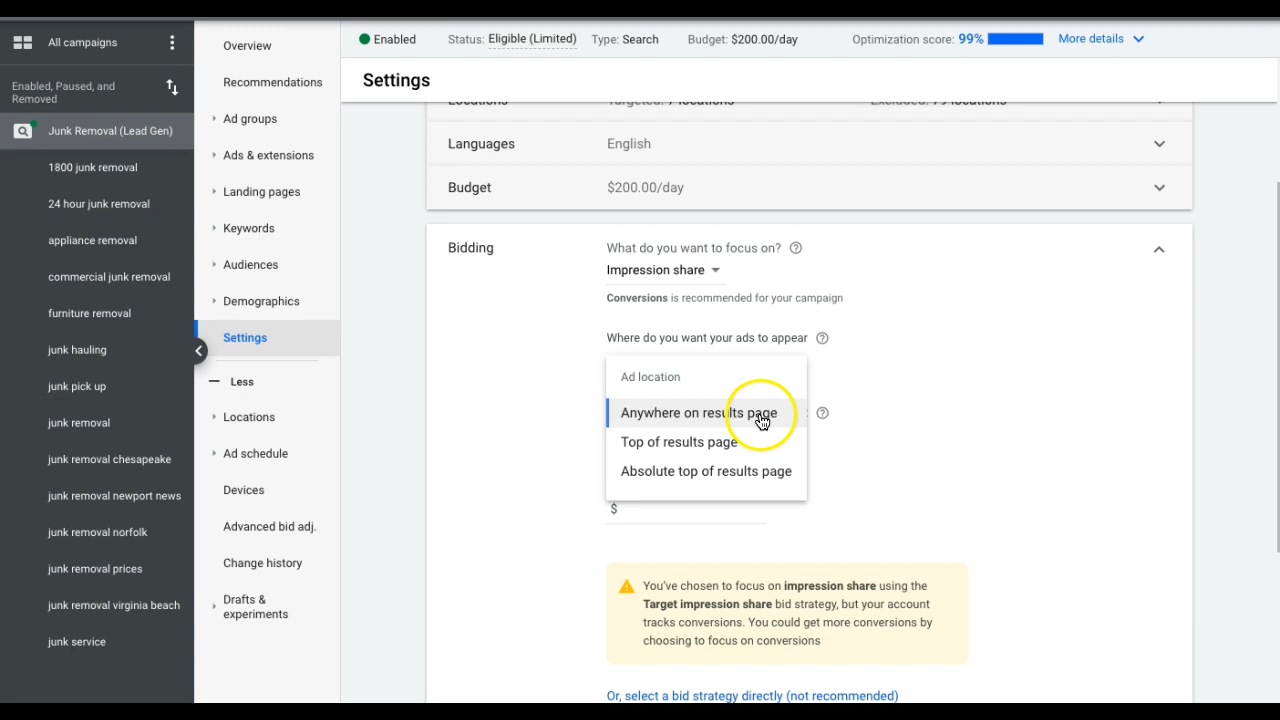 All campaigns
Enabled, Paused, and
Removed
Junk Removal (Lead Gen)
1800 junk removal
24 hour junk removal
appliance removal
commercial junk removal
furniture removal
junk hauling
junk pick up
junk removal
junk removal chesapeake
junk removal newport news
junk removal norfolk
junk removal prices
junk removal virginia beach
junk service
Overview
Recommendations
Ad groups
Ads & extensions
Landing pages
Keywords
Audiences
Demographics
Settings
Less
Locations
Ad schedule
Devices
Advanced bid adj.
Change history
Drafts &
experiments
Enabled Status: Eligible (Limited) Type: Search Budget: $200.00/day Optimization score: 99% More details
Settings
Locations Targeted: 7 locations Excluded: 79 locations
Languages English
Budget $200.00/day
Bidding What do you want to focus on?
Impression share
Conversions is recommended for your campaign
Where do you want your ads to appear
Ad location
Anywhere on results page
Top of results page
Absolute top of results page
$
You've chosen to focus on impression share using the
Target impression share bid strategy, but your account
tracks conversions. You could get more conversions by
choosing to focus on conversions
Or, select a bid strategy directly (not recommended)